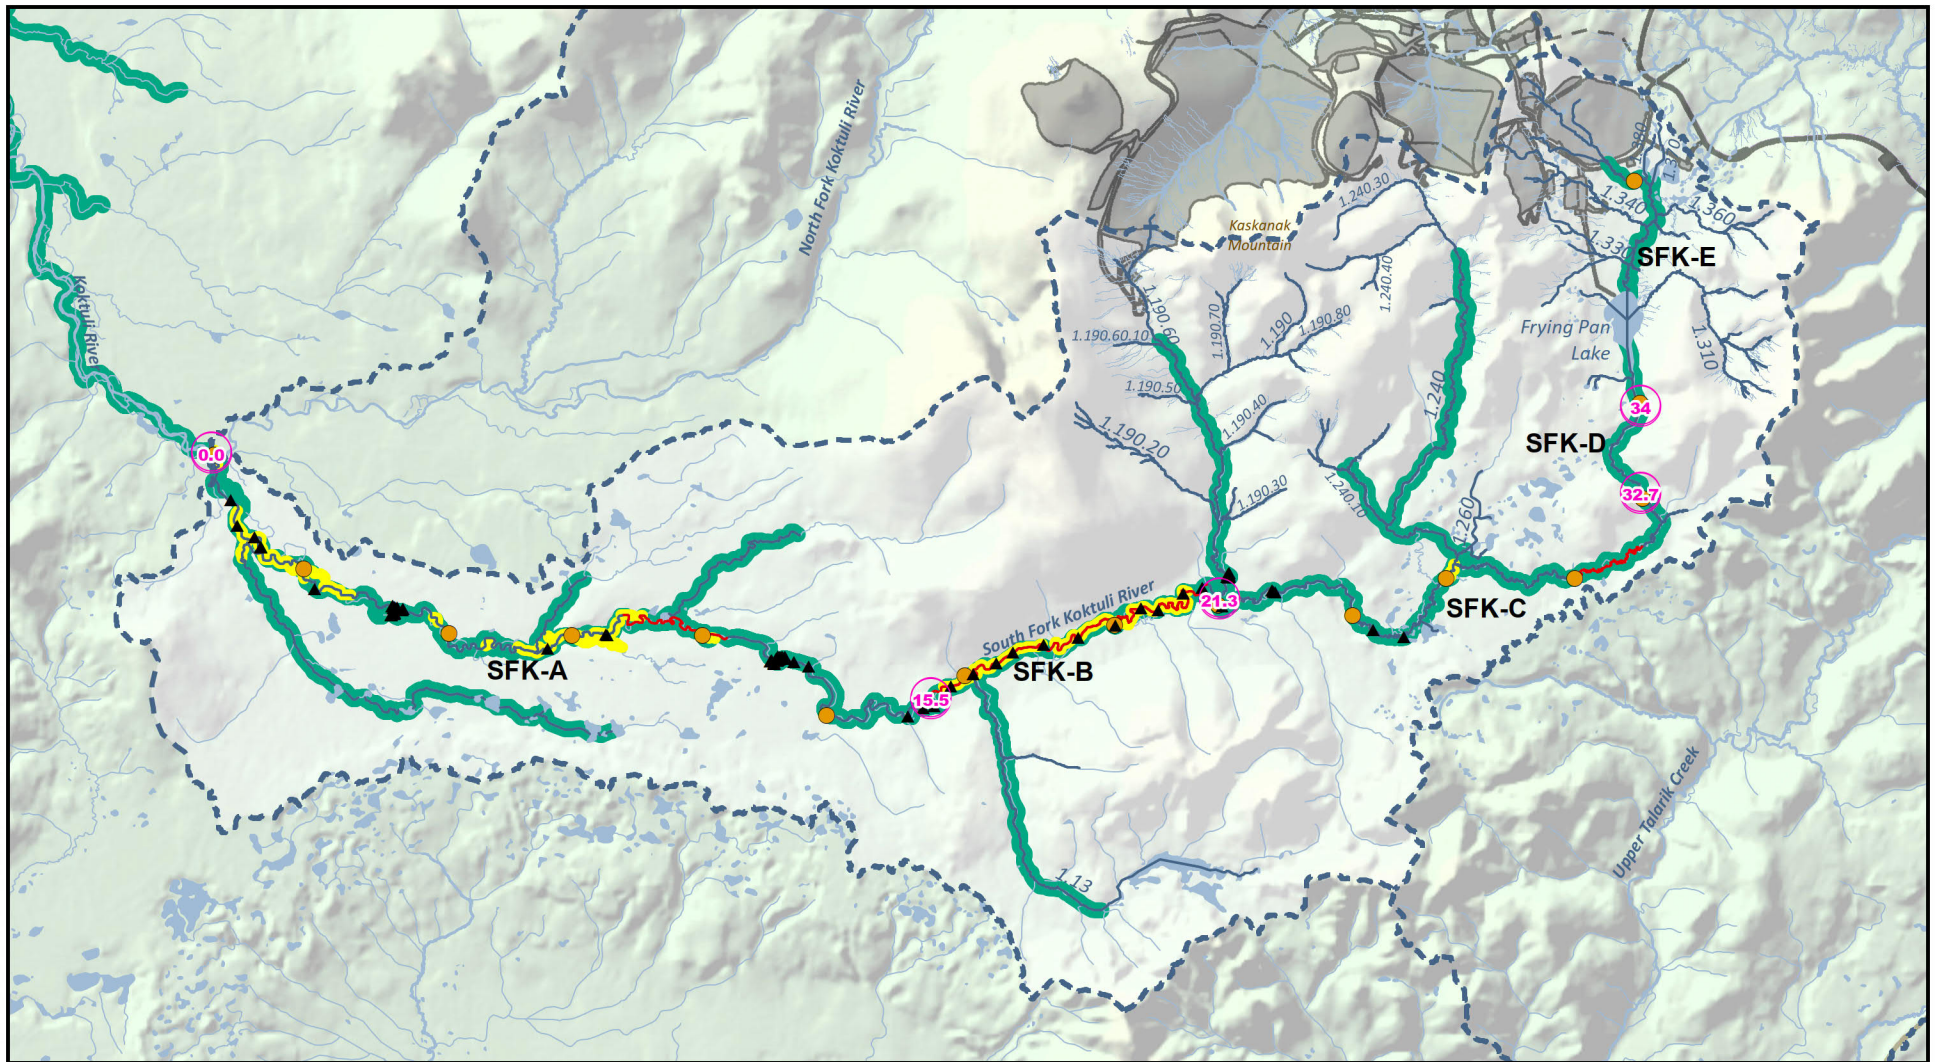 North Fork Koktuli River
Koktuli River
Kaskanak
Mountain
1.240.30
1.240.40
1.380
1.370
1.340
1.360
1.330
SFK-E
1.310
Frying Pan
Lake
1.190.60
1.190.60.10
1.190.70
1.190
1.190.80
1.190.50
1.190.40
1.190.20
1.190.30
1.240
1.240.10
1.260
34
SFK-D
32.7
0.0
South Fork Koktuli River
21.3
SFK-C
SFK-A
SFK-B
15.5
1.13
Upper Talarik Creek